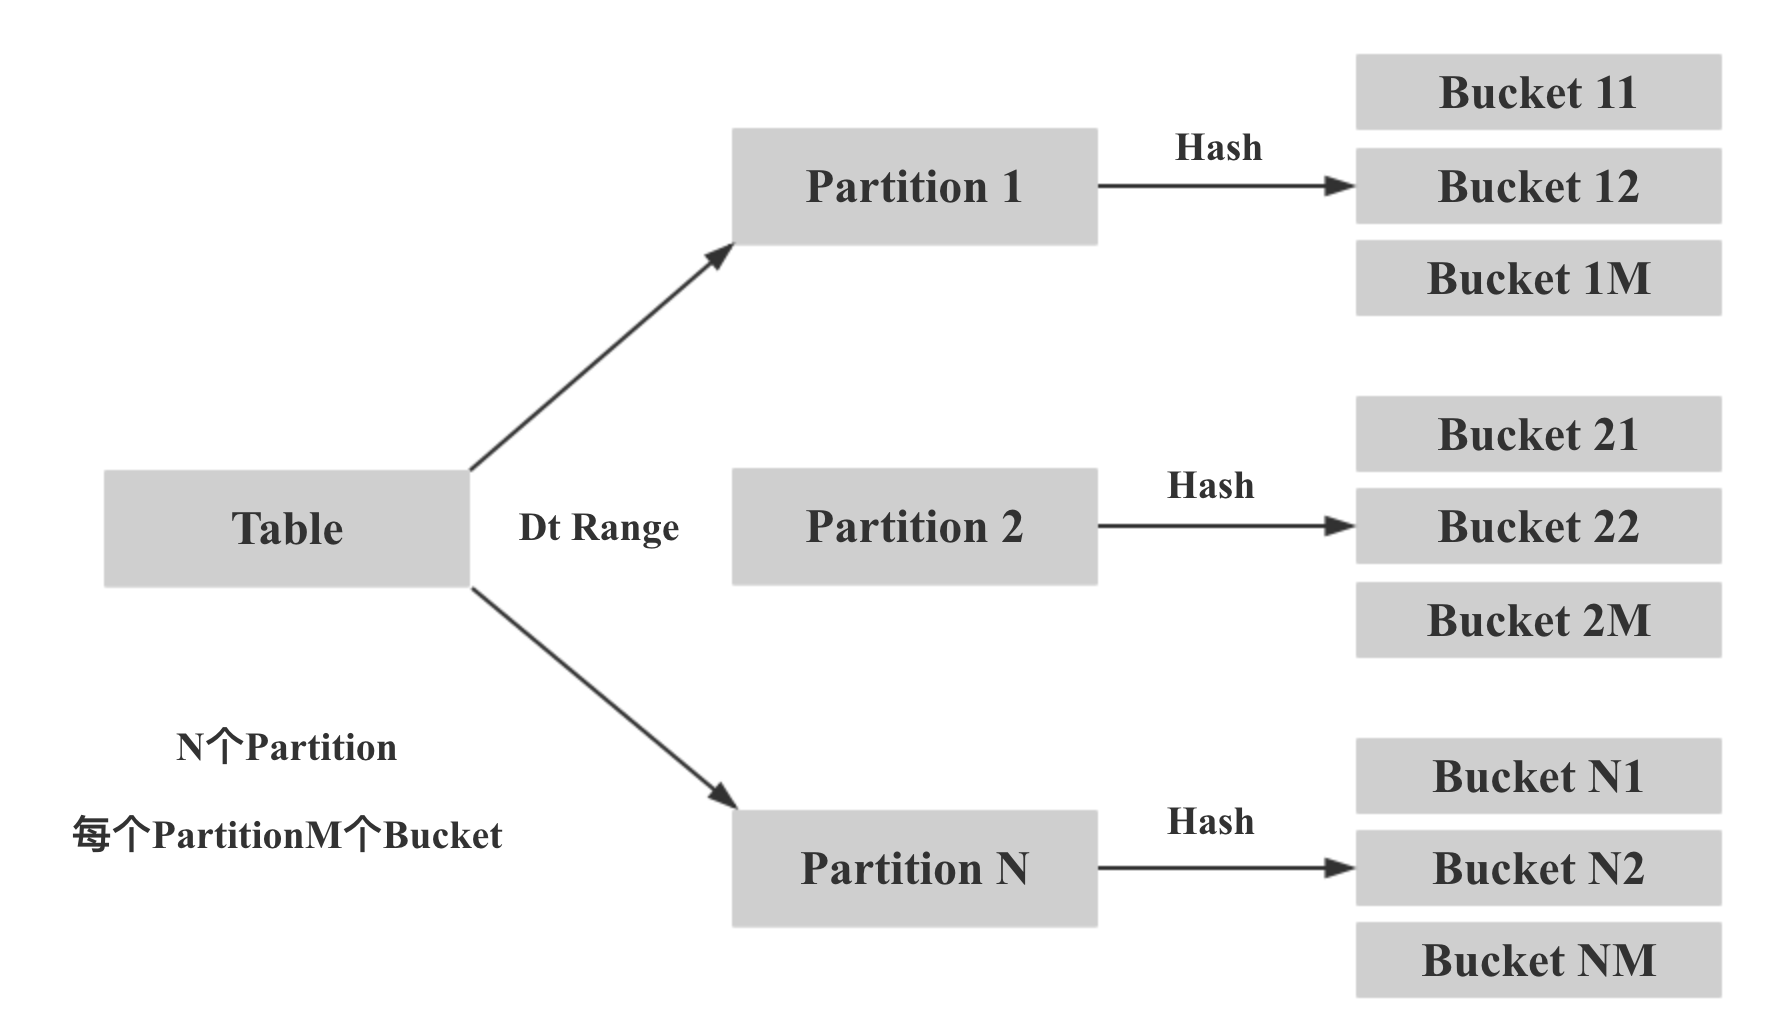 Table
N个Partition
每个PartitionM个Bucket
Dt Range
Partition 1
Hash
Bucket 11
Bucket 12
Bucket 1M
Partition 2
Hash
Bucket 21
Bucket 22
Bucket 2M
Partition N
Hash
Bucket N1
Bucket N2
Bucket NM